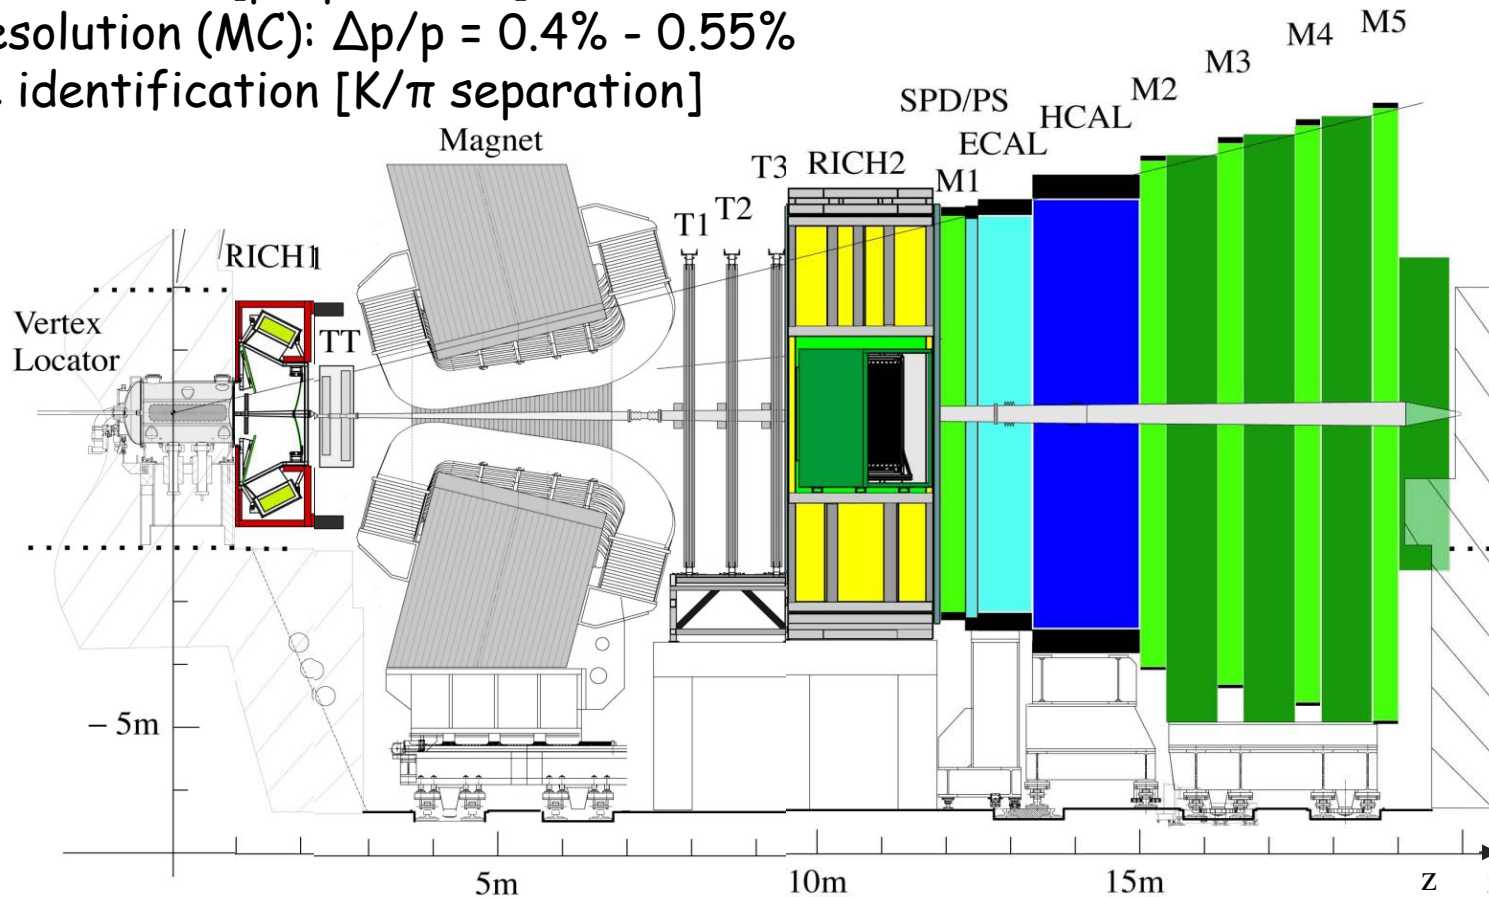 esolution (MC): Δp/p = 0.4% - 0.55%
identification [K/π separation]
M5
M4
M3
M2
SPD/PS
HCAL
ECAL
Magnet
T3 RICH2
M1
T2
T1
RICH1
TT
Vertex
Locator
– 5m
5m
10m
15m
z